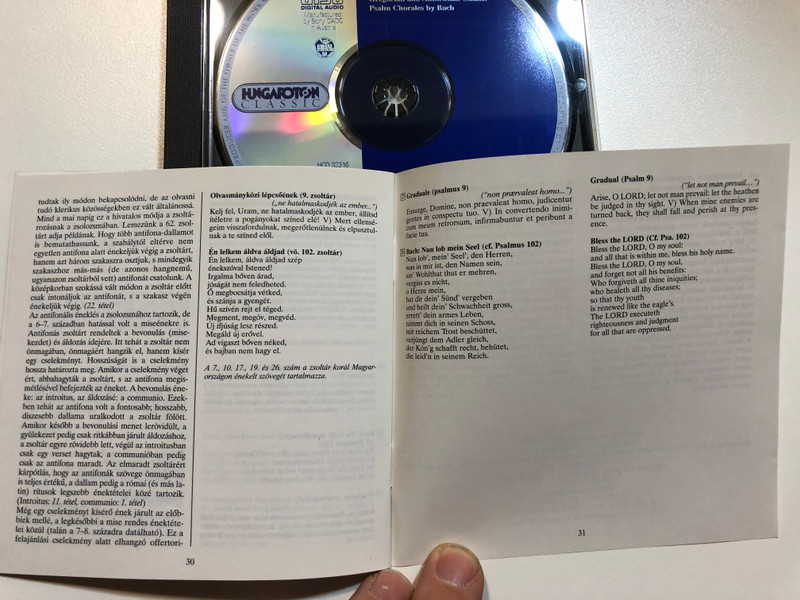 DIGITAL AUDIO
Manufactured
by Sony DADC
in Austria
Psalm Chorales by Bach
HUNGAROTON
CLASSIC
HCD 32316
tudtak ily módon bekapcsolódni, de az olvasni
tudó klerikus közösségekben ez vált általánossá.
Mind a mai napig ez a hivatalos módja a zsoltá-
rozásnak a zsolozsmában. Lemezünk a 62. zsol-
tárt adja példának. Hogy több antifona-dallamot
is bemutathassunk, a szabálytól eltérve nem
egyetlen antifona alatt énekeljük végig a zsoltárt,
hanem azt három szakaszra osztjuk, s mindegyik
szakaszhoz más-más (de azonos hangnemű,
ugyanazon zsoltárból vett) antifonát csatolunk. A
középkorban szokássá vált módon a zsoltár előtt
csak intonáljuk az antifonát, s a szakasz végén
énekeljük végig. (22. tétel)
Az antifonális éneklés a zsolozsmához tartozik, de
a 6–7. században hatással volt a miseénekre is.
Antifonás zsoltárt rendeltek a bevonulás (mise-
kezdet) és áldozás idejére. Itt tehát a zsoltár nem
önmagában, önmagáért hangzik el, hanem kísér
egy cselekményt. Hosszúságát is a cselekmény
hossza határozta meg. Amikor a cselekmény véget
ért, abbahagyták a zsoltárt, s az antifona megis-
métlésével befejezték az éneket. A bevonulás éne-
ke: az introitus, az áldozásé: a communio. Ezek-
ben tehát az antifona volt a fontosabb; hosszabb,
díszesebb dallama uralkodott a zsoltár fölött.
Amikor később a bevonulási menet lerövidült, a
gyülekezet pedig csak ritkábban járult áldozáshoz,
a zsoltár egyre rövidebb lett, végül az introitusban
csak egy verset hagytak, a communióban pedig
csak az antifona maradt. Az elmaradt zsoltárért
kárpótlás, hogy az antifonák szövege önmagában
is teljes értékű, a dallam pedig a római (és más la-
tin) rítusok legszebb énektételei közé tartozik.
(Introitus: 11. tétel, communio: 1. tétel)
Még egy cselekményt kísérő ének járult az előb-
biek mellé, a legkésőbbi a mise rendes énektéte-
lei közül (talán a 7–8. századra datálható). Ez a
felajánlási cselekmény alatt elhangzó offertori-
30
Olvasmányközi lépcsőének (9. zsoltár)
(„ne hatalmaskodjék az ember...")
Kelj fel, Uram, ne hatalmaskodjék az ember, állítsd
ítéletre a pogányokat színed elé! V) Mert ellensé-
geim visszafordulnak, megerőtlenülnek és elpusztul-
nak a te színed elől.
Én lelkem áldva áldjad (vö. 102. zsoltár)
Én lelkem, áldva áldjad szép
énekszóval Istened!
Irgalma bőven árad,
jóságát nem feledheted.
Ő megbocsátja vétked,
és szánja a gyengét.
Hű szívén rejt el téged.
Megment, megóv, megvéd.
Új ifjúság lesz részed.
Megáld új erővel.
Ad vigaszt bőven néked,
és bajban nem hagy el.
A 7., 10. 17., 19. és 26. szám a zsoltár korál Magyar-
országon énekelt szövegét tartalmazza.
Graduale (psalmus 9)
("non prærvaleat homo...")
Exsurge, Domine, non praevaleat homo, judicentur
gentes in conspectu tuo. V) In convertendo inimi-
cum meum retrorsum, infirmabuntur et peribunt a
facie tua.
Bach: Nun lob mein Seel (cf. Psalmus 102)
Nun lob', mein' Seel', den Herren,
was in mir ist, den Namen sein,
sin' Wohlthat thut er mehren,
vergiss es nicht,
o Herze mein,
hat dir dein' Sünd' vergeben
und heilt dein' Schwachheit gross,
errett' dein armes Leben,
nimmt dich in seinen Schoss,
mit reichem Trost beschüttet,
verjüngt dem Adler gleich,
der Kön'g schafft recht, behütet,
die leid'n in seinem Reich.
Gradual (Psalm 9)
("let not man prevail...")
Arise, O LORD; let not man prevail: let the heathen
be judged in thy sight. V) When mine enemies are
turned back, they shall fall and perish at thy pres-
ence.
Bless the LORD (Cf. Psa. 102)
Bless the LORD, O my soul:
and all that is within me, bless his holy name.
Bless the LORD, O my soul,
and forget not all his benefits:
Who forgiveth all thine iniquities;
who healeth all thy diseases;
so that thy youth
is renewed like the eagle's.
The LORD executeth
righteousness and judgment
for all that are oppressed.
31